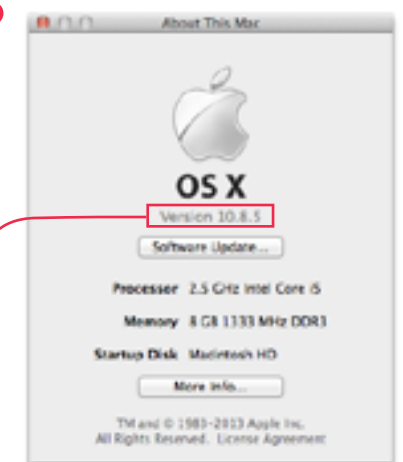 About This Mac
OS X
Version 10.8.5
Software Update...
Processor 2.5 GHz Intel Core i5
Memory 8 GB 1333 MHz DDR3
Startup Disk Macintosh HD
More Info...
TM and © 1983-2013 Apple Inc.
All Rights Reserved. License Agreement